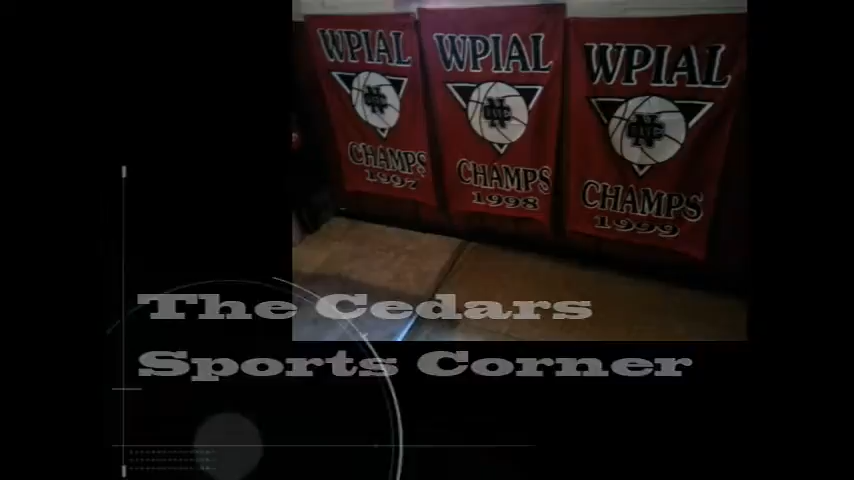 WPIAL
CHAMPS
1997
WPIAL
CHAMPS
1998
WPIAL
CHAMPS
1999
The Cedars
Sports Corner